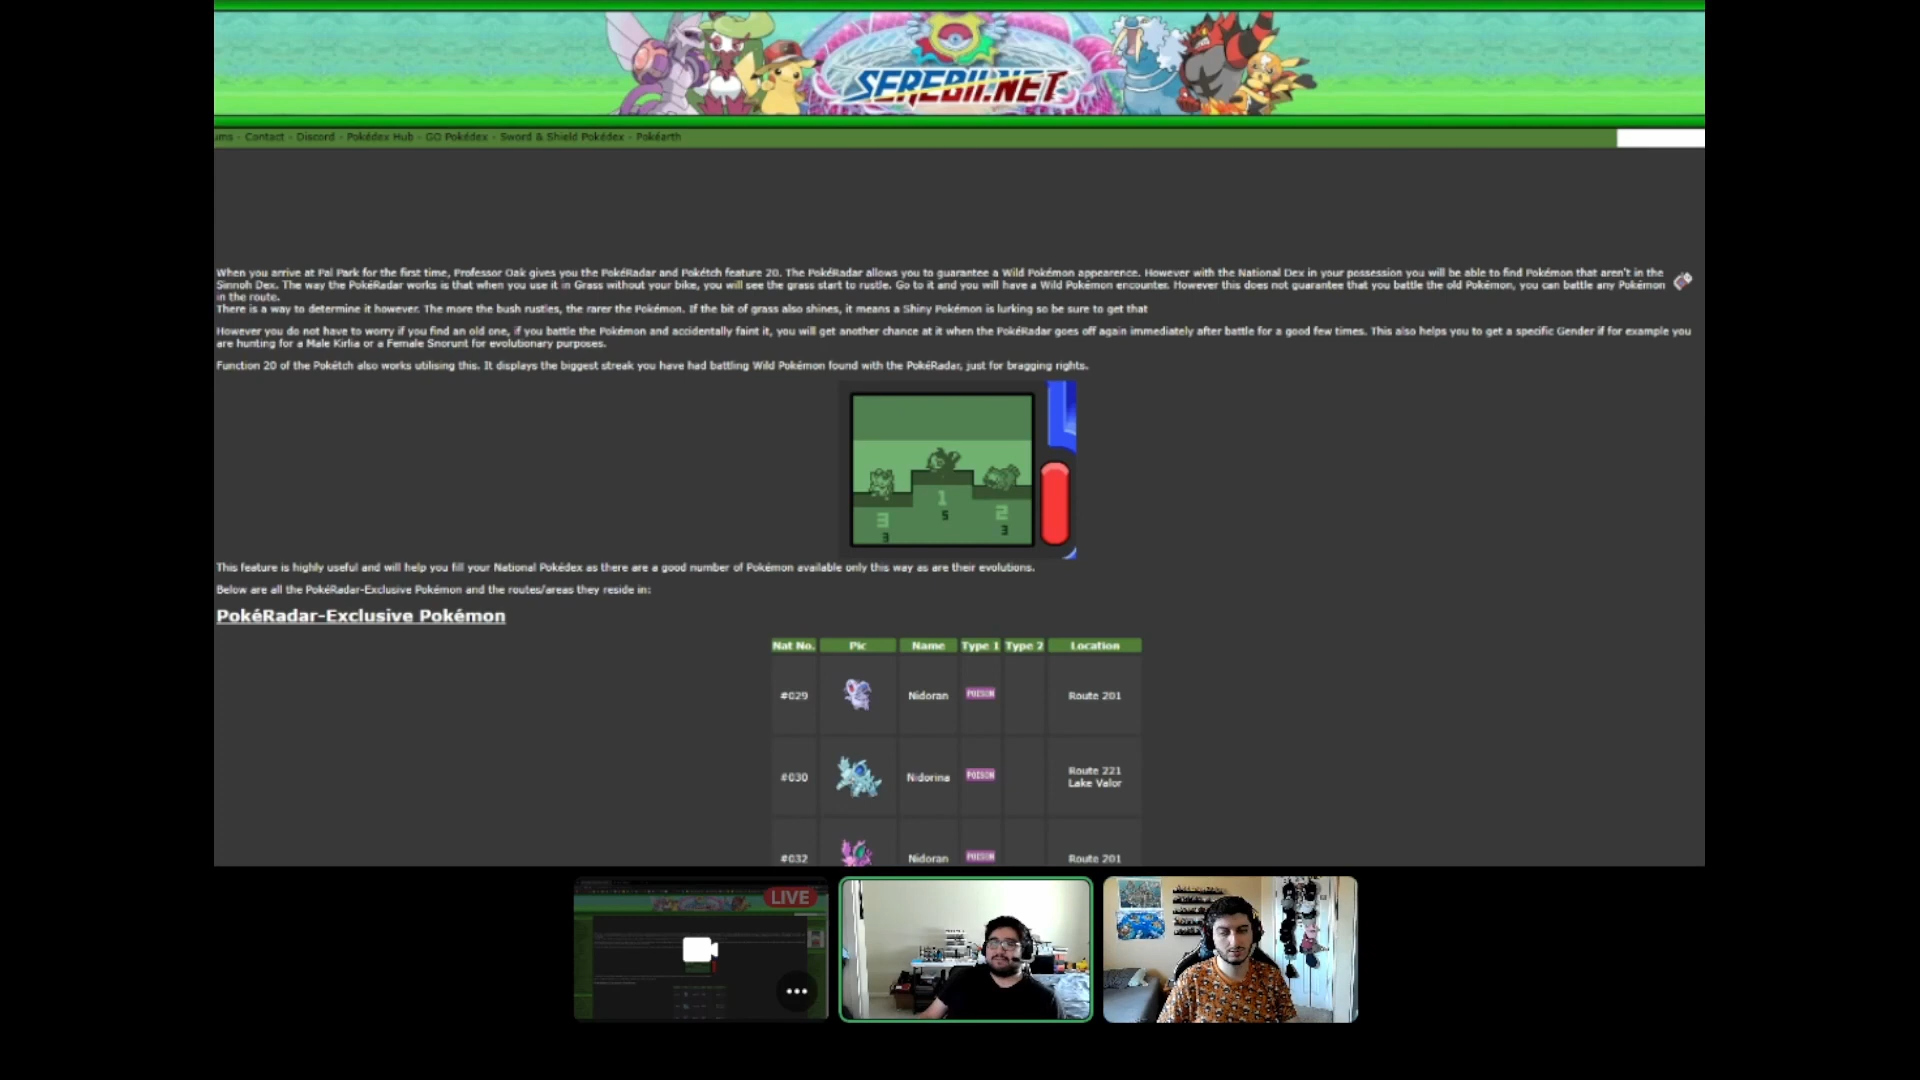 SEREBII.NET
ums - Contact - Discord - Pokédex Hub - GO Pokédex - Sword & Shield Pokédex - Pokéarth
When you arrive at Pal Park for the first time, Professor Oak gives you the PokéRadar and Pokétch feature 20. The PokéRadar allows you to guarantee a Wild Pokémon appearence. However with the National Dex in your possession you will be able to find Pokémon that aren't in the
Sinnoh Dex. The way the PokéRadar works is that when you use it in Grass without your bike, you will see the grass start to rustle. Go to it and you will have a Wild Pokémon encounter. However this does not guarantee that you battle the old Pokémon, you can battle any Pokémon
in the route.
There is a way to determine it however. The more the bush rustles, the rarer the Pokémon. If the bit of grass also shines, it means a Shiny Pokémon is lurking so be sure to get that
However you do not have to worry if you find an old one, if you battle the Pokémon and accidentally faint it, you will get another chance at it when the PokéRadar goes off again immediately after battle for a good few times. This also helps you to get a specific Gender if for example you
are hunting for a Male Kirlia or a Female Snorunt for evolutionary purposes.
Function 20 of the Pokétch also works utilising this. It displays the biggest streak you have had battling Wild Pokémon found with the PokéRadar, just for bragging rights.
1
5
3
2
3
3
This feature is highly useful and will help you fill your National Pokédex as there are a good number of Pokémon available only this way as are their evolutions.
Below are all the PokéRadar-Exclusive Pokémon and the routes/areas they reside in:
PokéRadar-Exclusive Pokémon
Nat No. Pic Name Type 1 Type 2 Location
#029 Nidoran POISON Route 201
#030 Nidorina POISON Route 221
Lake Valor
#032 Nidoran POISON Route 201
LIVE